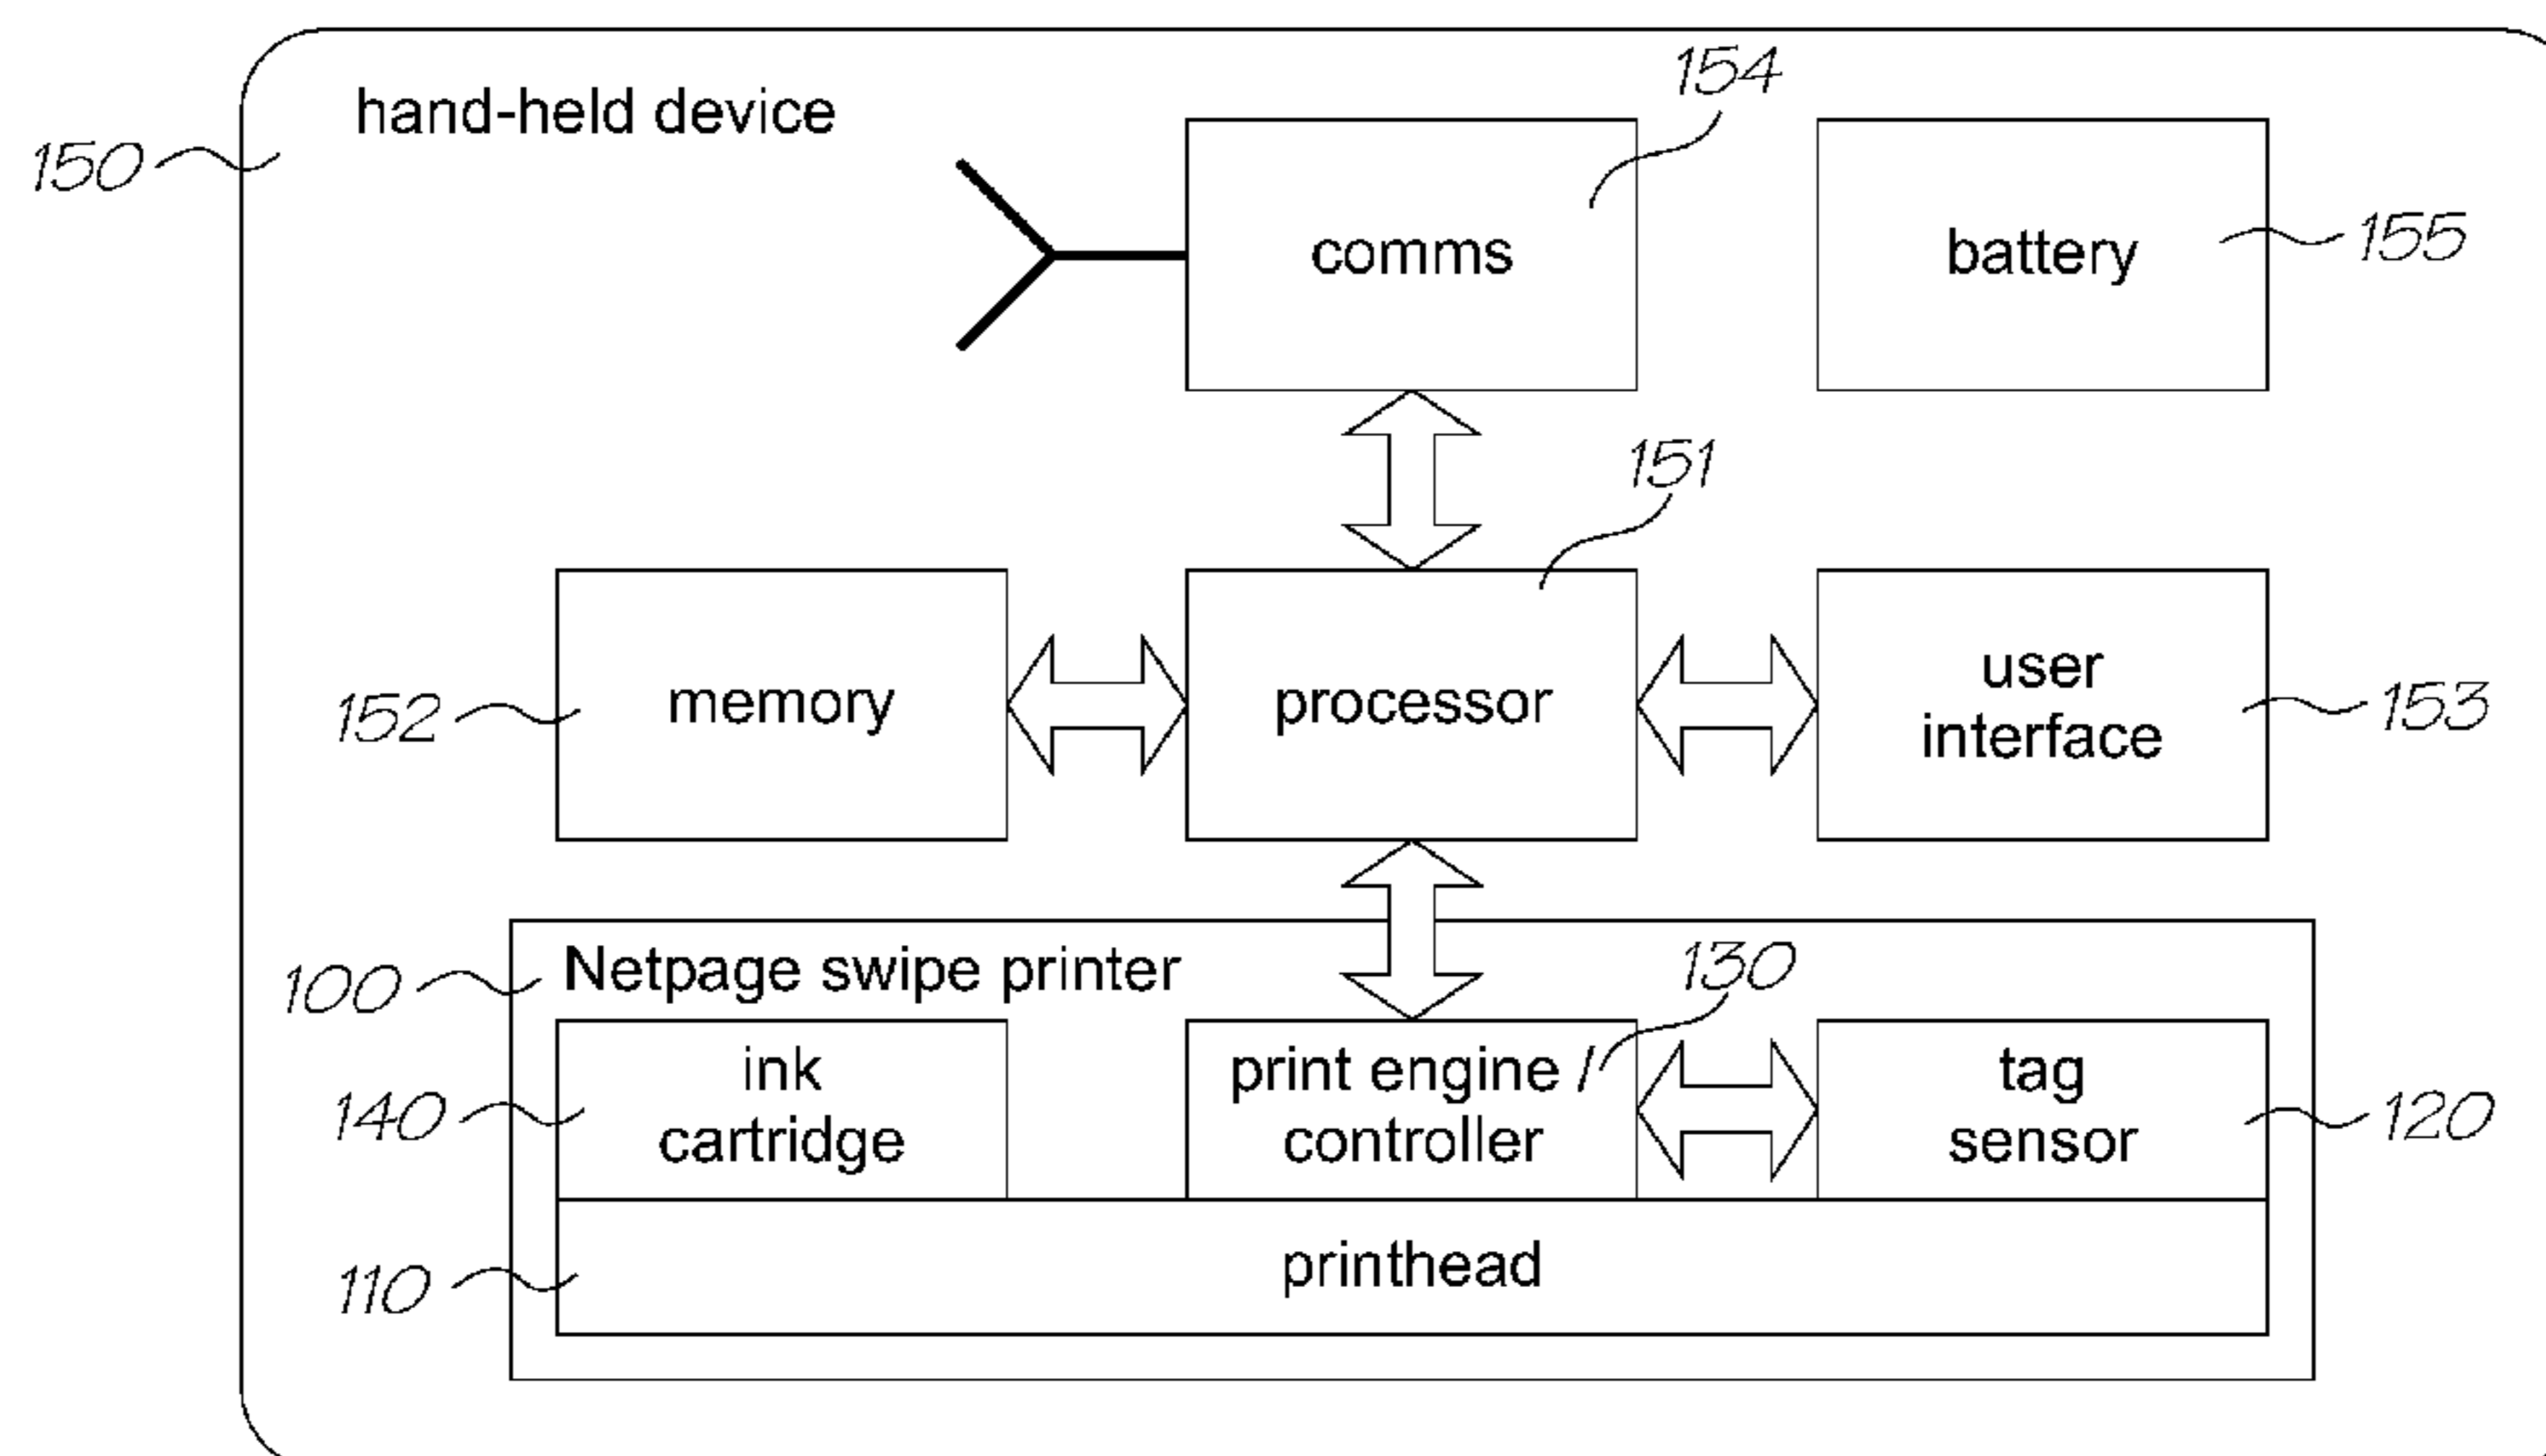 hand-held device
154
150
comms
battery
155
151
memory
processor
user
interface
152
153
Netpage swipe printer
100
130
ink
cartridge
print engine /
controller
tag
sensor
140
120
printhead
110